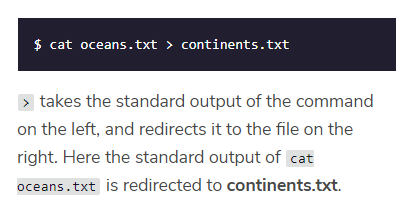 $ cat oceans.txt > continents.txt
> takes the standard output of the command
on the left, and redirects it to the file on the
right. Here the standard output of cat
oceans.txt is redirected to continents.txt.